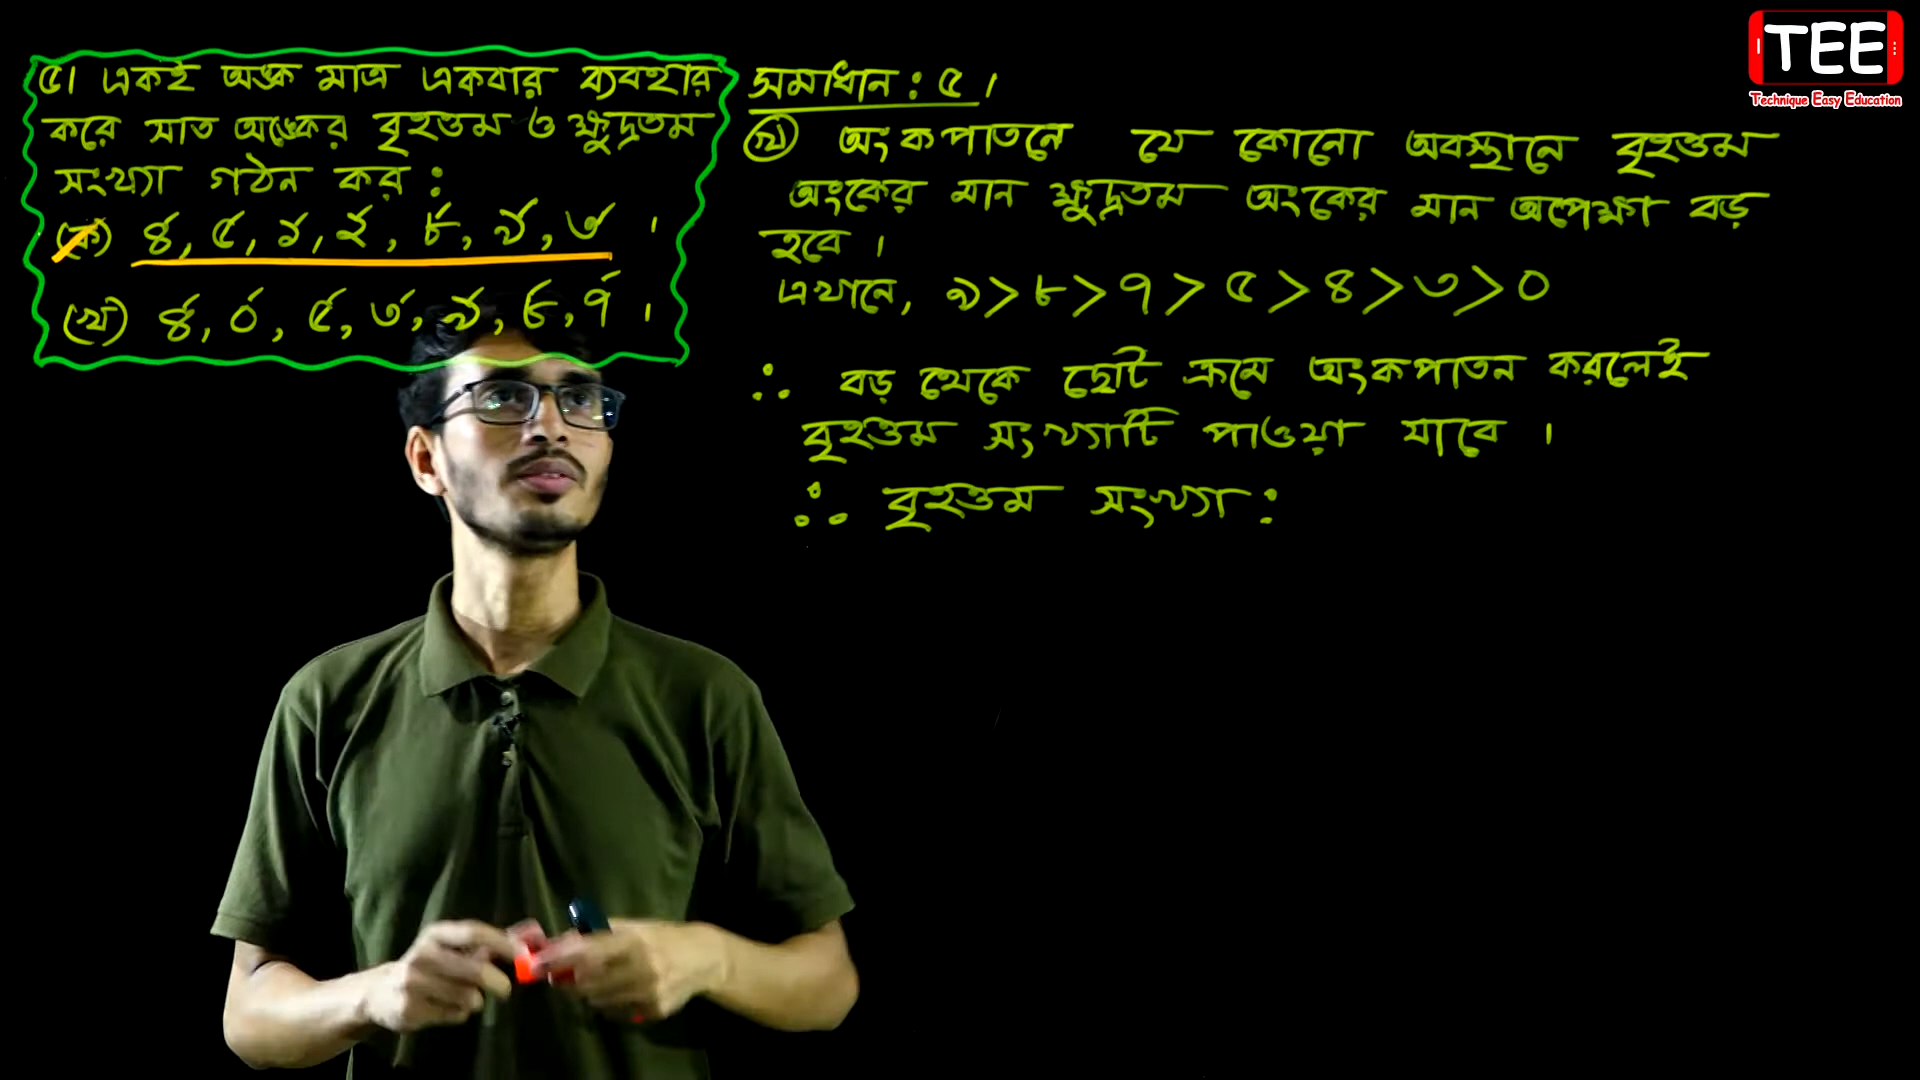 ৫। একই অঙ্ক মাত্র একবার ব্যবহার
করে সাত অঙ্কের বৃহত্তম ও ক্ষুদ্রতম
সংখ্যা গঠন কর :
(ক) ৪, ৫, ১, ২, ৮, ৯, ৩ ।
(খ) ৪, ০, ৫, ৩, ৯, ৮, ৭ ।
সমাধান : ৫ ।
(খ) অংকপাতনে যে কোনো অবস্থানে বৃহত্তম
অংকের মান ক্ষুদ্রতম অংকের মান অপেক্ষা বড়
হবে ।
এখানে, ৯ > ৮ > ৭ > ৫ > ৪ > ৩ > ০
∴ বড় থেকে ছোট ক্রমে অংকপাতন করলেই
বৃহত্তম সংখ্যাটি পাওয়া যাবে ।
∴ বৃহত্তম সংখ্যা :
TEE
Technique Easy Education